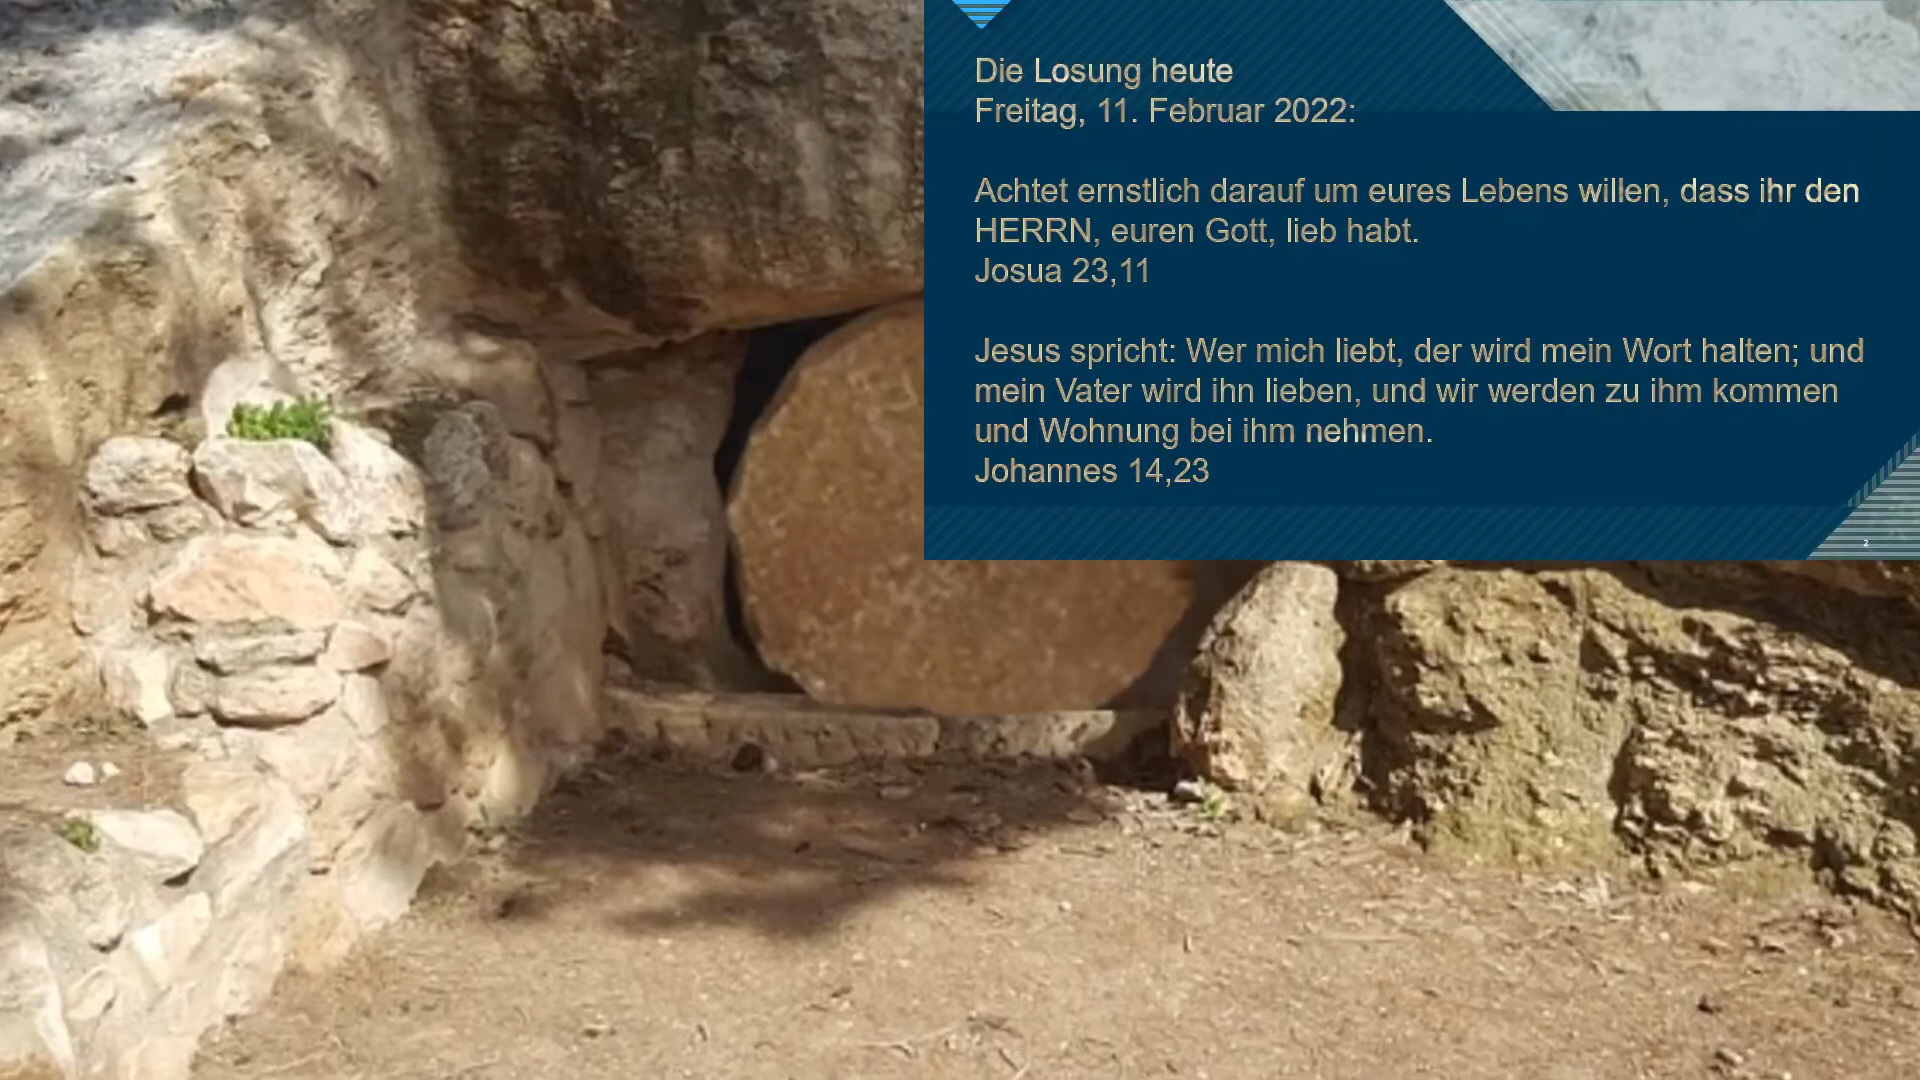 Die Losung heute
Freitag, 11. Februar 2022:
Achtet ernstlich darauf um eures Lebens willen, dass ihr den
HERRN, euren Gott, lieb habt.
Josua 23,11
Jesus spricht: Wer mich liebt, der wird mein Wort halten; und
mein Vater wird ihn lieben, und wir werden zu ihm kommen
und Wohnung bei ihm nehmen.
Johannes 14,23
2